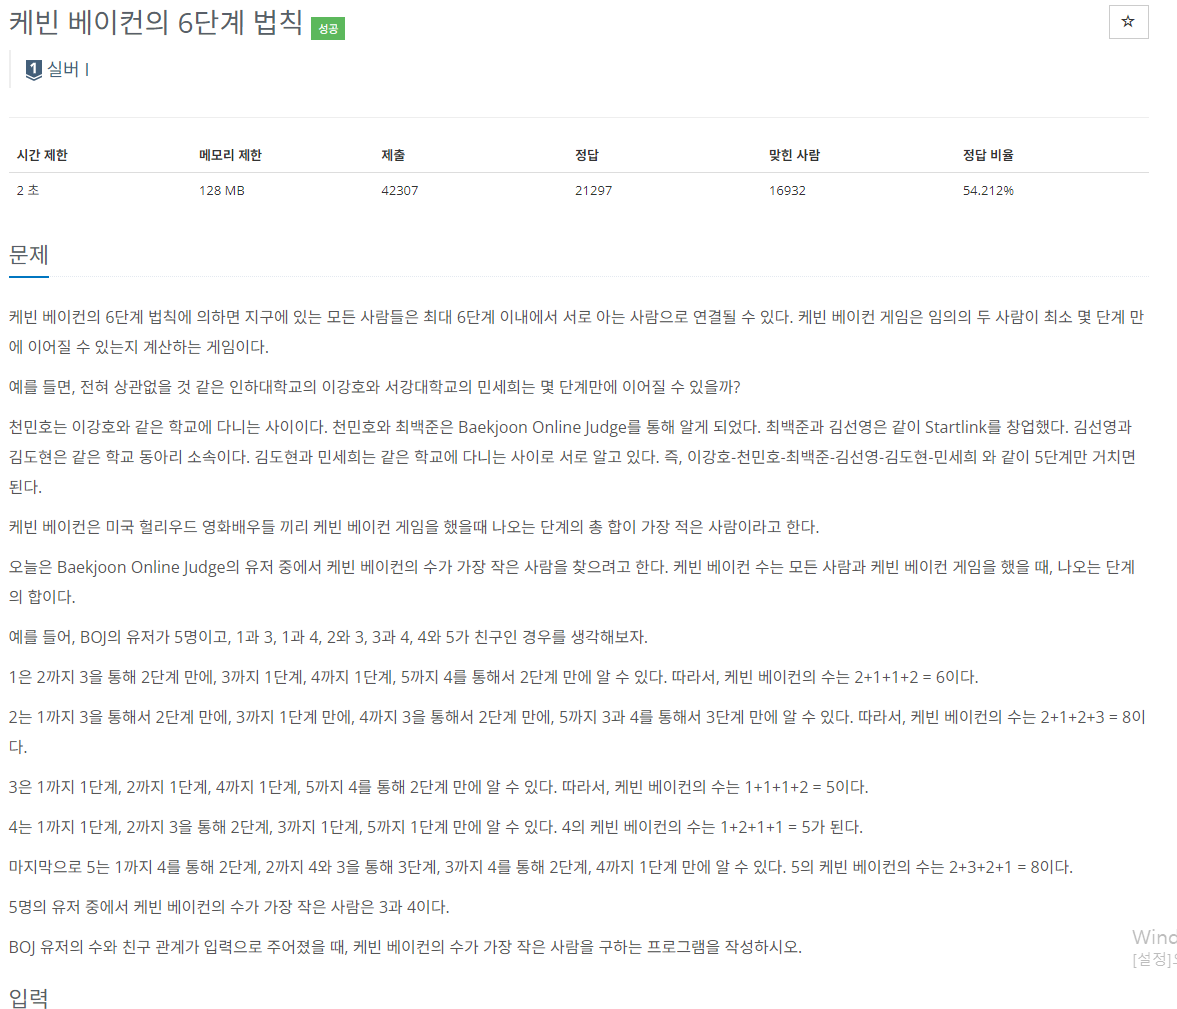 케빈 베이컨의 6단계 법칙 성공
☆
1 실버 I
시간 제한 메모리 제한 제출 정답 맞힌 사람 정답 비율
2 초 128 MB 42307 21297 16932 54.212%
문제
케빈 베이컨의 6단계 법칙에 의하면 지구에 있는 모든 사람들은 최대 6단계 이내에서 서로 아는 사람으로 연결될 수 있다. 케빈 베이컨 게임은 임의의 두 사람이 최소 몇 단계 만
에 이어질 수 있는지 계산하는 게임이다.
예를 들면, 전혀 상관없을 것 같은 인하대학교의 이강호와 서강대학교의 민세희는 몇 단계만에 이어질 수 있을까?
천민호는 이강호와 같은 학교에 다니는 사이이다. 천민호와 최백준은 Baekjoon Online Judge를 통해 알게 되었다. 최백준과 김선영은 같이 Startlink를 창업했다. 김선영과
김도현은 같은 학교 동아리 소속이다. 김도현과 민세희는 같은 학교에 다니는 사이로 서로 알고 있다. 즉, 이강호-천민호-최백준-김선영-김도현-민세희 와 같이 5단계만 거치면
된다.
케빈 베이컨은 미국 헐리우드 영화배우들 끼리 케빈 베이컨 게임을 했을때 나오는 단계의 총 합이 가장 적은 사람이라고 한다.
오늘은 Baekjoon Online Judge의 유저 중에서 케빈 베이컨의 수가 가장 작은 사람을 찾으려고 한다. 케빈 베이컨 수는 모든 사람과 케빈 베이컨 게임을 했을 때, 나오는 단계
의 합이다.
예를 들어, BOJ의 유저가 5명이고, 1과 3, 1과 4, 2와 3, 3과 4, 4와 5가 친구인 경우를 생각해보자.
1은 2까지 3을 통해 2단계 만에, 3까지 1단계, 4까지 1단계, 5까지 4를 통해서 2단계 만에 알 수 있다. 따라서, 케빈 베이컨의 수는 2+1+1+2 = 6이다.
2는 1까지 3을 통해서 2단계 만에, 3까지 1단계 만에, 4까지 3을 통해서 2단계 만에, 5까지 3과 4를 통해서 3단계 만에 알 수 있다. 따라서, 케빈 베이컨의 수는 2+1+2+3 = 8이
다.
3은 1까지 1단계, 2까지 1단계, 4까지 1단계, 5까지 4를 통해 2단계 만에 알 수 있다. 따라서, 케빈 베이컨의 수는 1+1+1+2 = 5이다.
4는 1까지 1단계, 2까지 3을 통해 2단계, 3까지 1단계, 5까지 1단계 만에 알 수 있다. 4의 케빈 베이컨의 수는 1+2+1+1 = 5가 된다.
마지막으로 5는 1까지 4를 통해 2단계, 2까지 4와 3을 통해 3단계, 3까지 4를 통해 2단계, 4까지 1단계 만에 알 수 있다. 5의 케빈 베이컨의 수는 2+3+2+1 = 8이다.
5명의 유저 중에서 케빈 베이컨의 수가 가장 작은 사람은 3과 4이다.
BOJ 유저의 수와 친구 관계가 입력으로 주어졌을 때, 케빈 베이컨의 수가 가장 작은 사람을 구하는 프로그램을 작성하시오.
Wind
[설정]으
입력